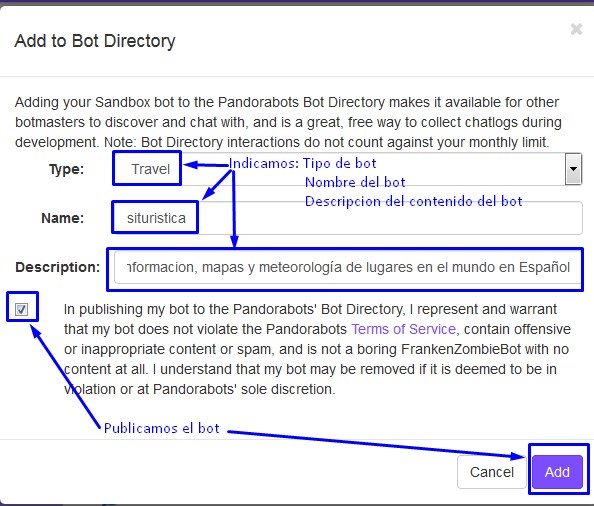 Add to Bot Directory
Adding your Sandbox bot to the Pandorabots Bot Directory makes it available for other
botmasters to discover and chat with, and is a great, free way to collect chatlogs during
development. Note: Bot Directory interactions do not count against your monthly limit.
Type: Travel Indicamos: Tipo de bot
Nombre del bot
Descripcion del contenido del bot
Name: situristica
Description: nformacion, mapas y meteorología de lugares en el mundo en Español
In publishing my bot to the Pandorabots' Bot Directory, I represent and warrant
that my bot does not violate the Pandorabots Terms of Service, contain offensive
or inappropriate content or spam, and is not a boring FrankenZombieBot with no
content at all. I understand that my bot may be removed if it is deemed to be in
violation or at Pandorabots' sole discretion.
Publicamos el bot
Cancel Add